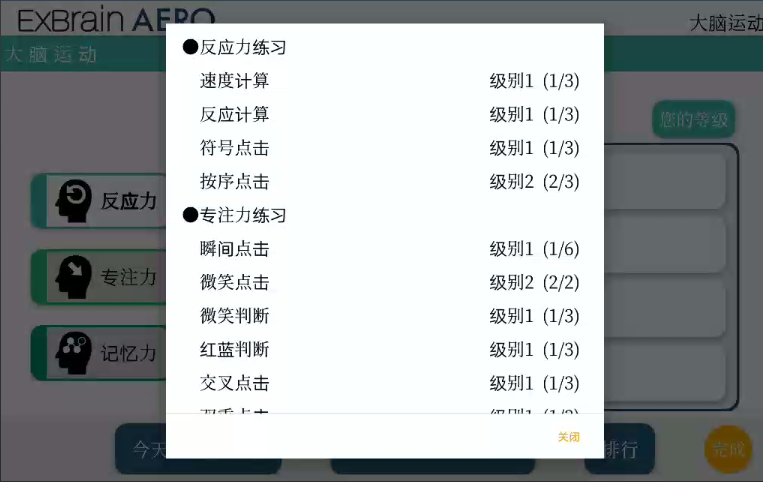 ExBrain AERO
大脑运动
大脑运动
●反应力练习
速度计算 级别1 (1/3)
反应计算 级别1 (1/3)
符号点击 级别1 (1/3)
按序点击 级别2 (2/3)
●专注力练习
瞬间点击 级别1 (1/6)
微笑点击 级别2 (2/2)
微笑判断 级别1 (1/3)
红蓝判断 级别1 (1/3)
交叉点击 级别1 (1/3)
关闭
您的等级
反应力
专注力
记忆力
今天
排行
完成